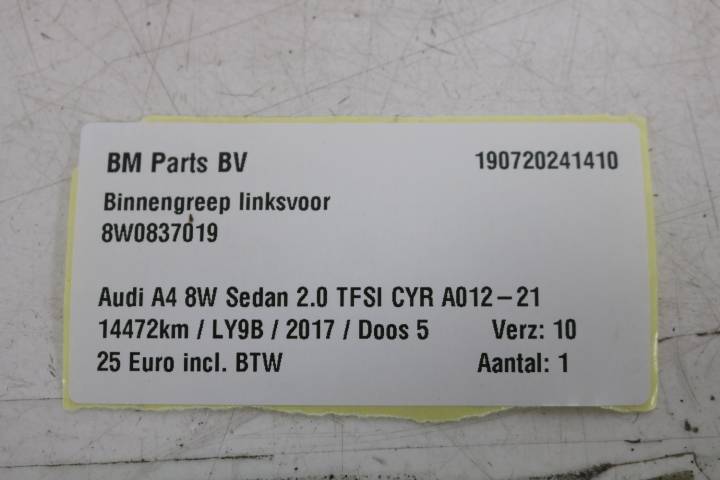 BM Parts BV 190720241410
Binnengreep linksvoor
8W0837019
Audi A4 8W Sedan 2.0 TFSI CYR A012-21
14472km / LY9B / 2017 / Doos 5 Verz: 10
25 Euro incl. BTW Aantal: 1